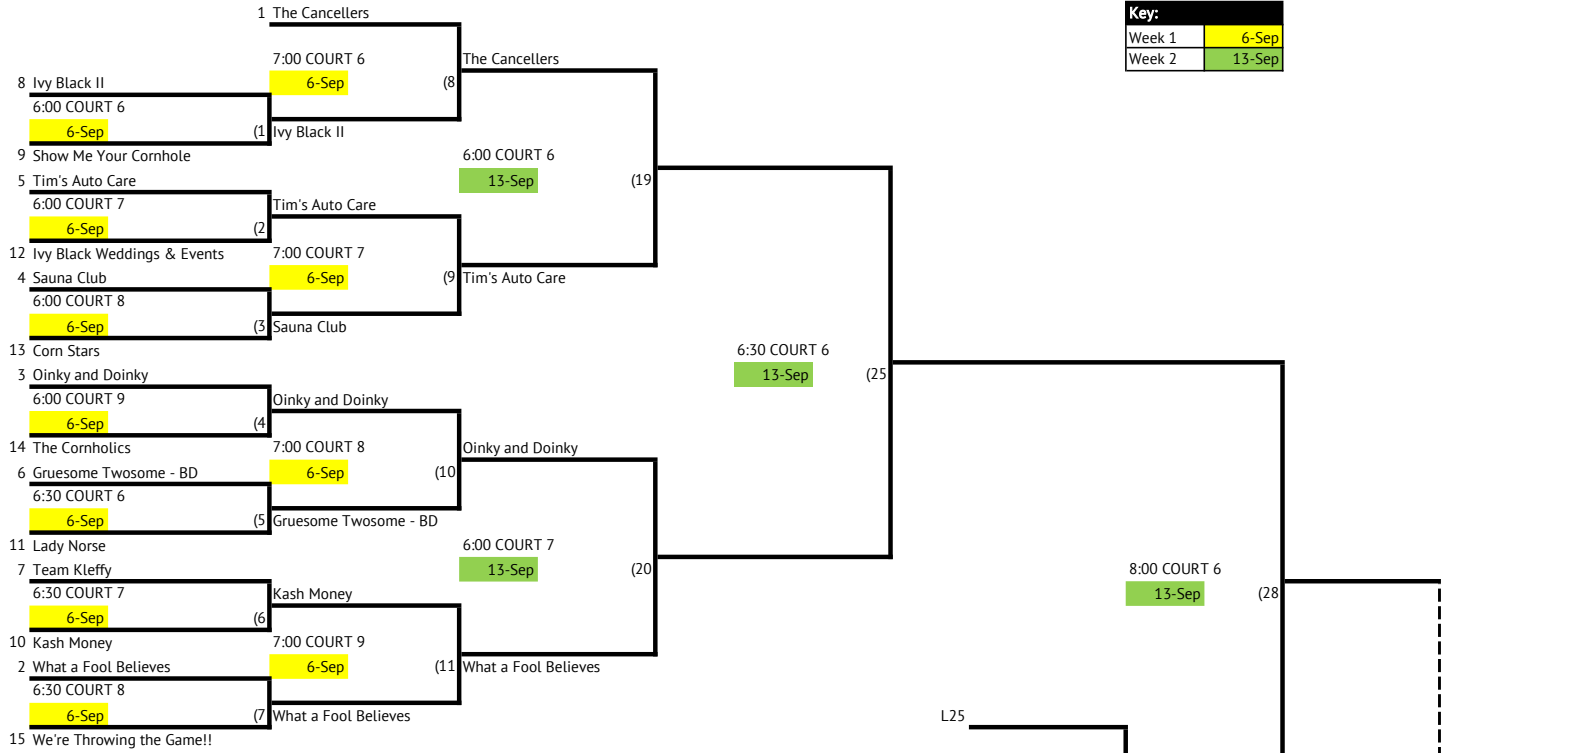 1 The Cancellers
Key:
Week 1 6-Sep
Week 2 13-Sep
7:00 COURT 6
The Cancellers
8 Ivy Black II
6-Sep
(8
6:00 COURT 6
6-Sep
(1
Ivy Black II
9 Show Me Your Cornhole
6:00 COURT 6
5 Tim's Auto Care
13-Sep
(19
6:00 COURT 7
Tim's Auto Care
6-Sep
(2
12 Ivy Black Weddings & Events
7:00 COURT 7
4 Sauna Club
6-Sep
(9
Tim's Auto Care
6:00 COURT 8
6-Sep
(3
Sauna Club
13 Corn Stars
6:30 COURT 6
3 Oinky and Doinky
13-Sep
(25
6:00 COURT 9
Oinky and Doinky
6-Sep
(4
14 The Cornholics
7:00 COURT 8
Oinky and Doinky
6 Gruesome Twosome - BD
6-Sep
(10
6:30 COURT 6
6-Sep
(5
Gruesome Twosome - BD
11 Lady Norse
6:00 COURT 7
7 Team Kleffy
13-Sep
(20
8:00 COURT 6
6:30 COURT 7
Kash Money
13-Sep
(28
6-Sep
(6
10 Kash Money
7:00 COURT 9
2 What a Fool Believes
6-Sep
(11
What a Fool Believes
6:30 COURT 8
6-Sep
(7
What a Fool Believes
L25
15 We're Throwing the Game!!